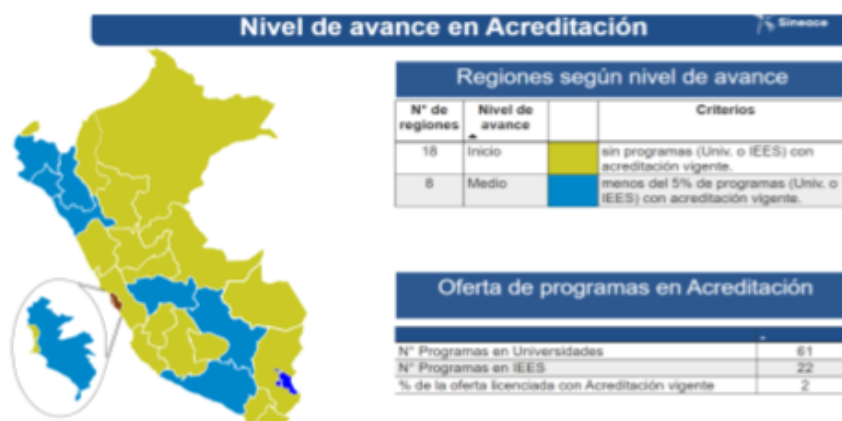 Nivel de avance en Acreditación
Sineace
Regiones según nivel de avance
N° de regiones Nivel de avance Criterios
18 Inicio sin programas (Univ. o IEES) con acreditación vigente.
8 Medio menos del 5% de programas (Univ. o IEES) con acreditación vigente.
Oferta de programas en Acreditación
N° Programas en Universidades 61
N° Programas en IEES 22
% de la oferta licenciada con Acreditación vigente 2